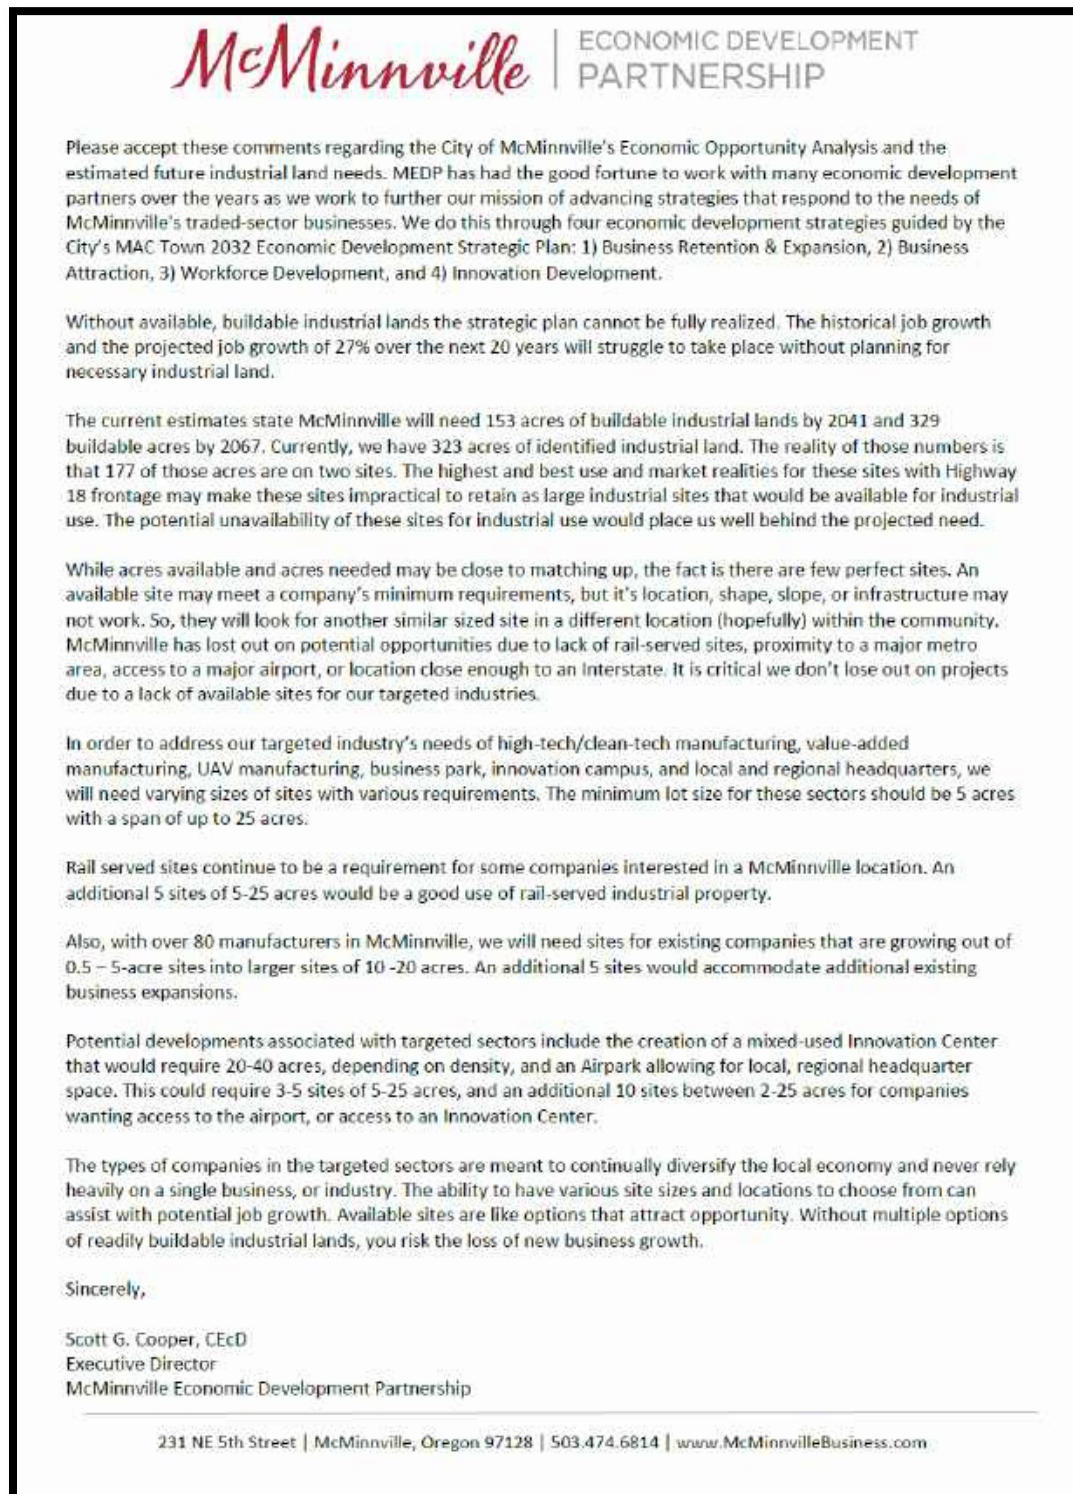 McMinnville | ECONOMIC DEVELOPMENT
PARTNERSHIP
Please accept these comments regarding the City of McMinnville's Economic Opportunity Analysis and the
estimated future industrial land needs. MEDP has had the good fortune to work with many economic development
partners over the years as we work to further our mission of advancing strategies that respond to the needs of
McMinnville's traded-sector businesses. We do this through four economic development strategies guided by the
City's MAC Town 2032 Economic Development Strategic Plan: 1) Business Retention & Expansion, 2) Business
Attraction, 3) Workforce Development, and 4) Innovation Development.
Without available, buildable industrial lands the strategic plan cannot be fully realized. The historical job growth
and the projected job growth of 27% over the next 20 years will struggle to take place without planning for
necessary industrial land.
The current estimates state McMinnville will need 153 acres of buildable industrial lands by 2041 and 329
buildable acres by 2067. Currently, we have 323 acres of identified industrial land. The reality of those numbers is
that 177 of those acres are on two sites. The highest and best use and market realities for these sites with Highway
18 frontage may make these sites impractical to retain as large industrial sites that would be available for industrial
use. The potential unavailability of these sites for industrial use would place us well behind the projected need.
While acres available and acres needed may be close to matching up, the fact is there are few perfect sites. An
available site may meet a company's minimum requirements, but it's location, shape, slope, or infrastructure may
not work. So, they will look for another similar sized site in a different location (hopefully) within the community.
McMinnville has lost out on potential opportunities due to lack of rail-served sites, proximity to a major metro
area, access to a major airport, or location close enough to an Interstate. It is critical we don't lose out on projects
due to a lack of available sites for our targeted industries.
In order to address our targeted industry's needs of high-tech/clean-tech manufacturing, value-added
manufacturing, UAV manufacturing, business park, innovation campus, and local and regional headquarters, we
will need varying sizes of sites with various requirements. The minimum lot size for these sectors should be 5 acres
with a span of up to 25 acres.
Rail served sites continue to be a requirement for some companies interested in a McMinnville location. An
additional 5 sites of 5-25 acres would be a good use of rail-served industrial property.
Also, with over 80 manufacturers in McMinnville, we will need sites for existing companies that are growing out of
0.5 – 5-acre sites into larger sites of 10 -20 acres. An additional 5 sites would accommodate additional existing
business expansions.
Potential developments associated with targeted sectors include the creation of a mixed-used Innovation Center
that would require 20-40 acres, depending on density, and an Airpark allowing for local, regional headquarter
space. This could require 3-5 sites of 5-25 acres, and an additional 10 sites between 2-25 acres for companies
wanting access to the airport, or access to an Innovation Center.
The types of companies in the targeted sectors are meant to continually diversify the local economy and never rely
heavily on a single business, or industry. The ability to have various site sizes and locations to choose from can
assist with potential job growth. Available sites are like options that attract opportunity. Without multiple options
of readily buildable industrial lands, you risk the loss of new business growth.
Sincerely,
Scott G. Cooper, CEcD
Executive Director
McMinnville Economic Development Partnership
231 NE 5th Street | McMinnville, Oregon 97128 | 503.474.6814 | www.McMinnvilleBusiness.com